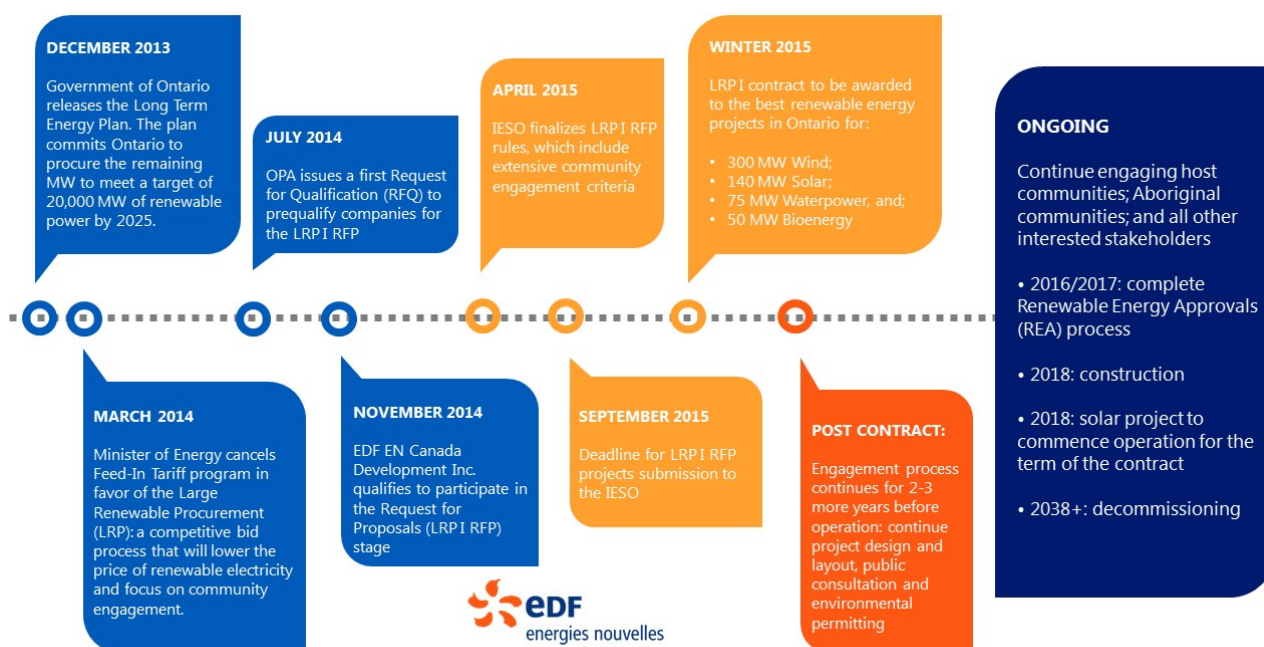 DECEMBER 2013
Government of Ontario
releases the Long Term
Energy Plan. The plan
commits Ontario to
procure the remaining
MW to meet a target of
20,000 MW of renewable
power by 2025.
JULY 2014
OPA issues a first Request
for Qualification (RFQ) to
prequalify companies for
the LRP I RFP
APRIL 2015
IESO finalizes LRP I RFP
rules, which include
extensive community
engagement criteria
WINTER 2015
LRP I contract to be awarded
to the best renewable energy
projects in Ontario for:
• 300 MW Wind;
• 140 MW Solar;
• 75 MW Waterpower, and;
• 50 MW Bioenergy
MARCH 2014
Minister of Energy cancels
Feed-In Tariff program in
favor of the Large
Renewable Procurement
(LRP): a competitive bid
process that will lower the
price of renewable electricity
and focus on community
engagement.
NOVEMBER 2014
EDF EN Canada
Development Inc.
qualifies to participate in
the Request for
Proposals (LRP I RFP)
stage
SEPTEMBER 2015
Deadline for LRP I RFP
projects submission to
the IESO
POST CONTRACT:
Engagement process
continues for 2-3
more years before
operation: continue
project design and
layout, public
consultation and
environmental
permitting
ONGOING
Continue engaging host
communities; Aboriginal
communities; and all other
interested stakeholders
• 2016/2017: complete
Renewable Energy Approvals
(REA) process
• 2018: construction
• 2018: solar project to
commence operation for the
term of the contract
• 2038+: decommissioning
eDF
energies nouvelles